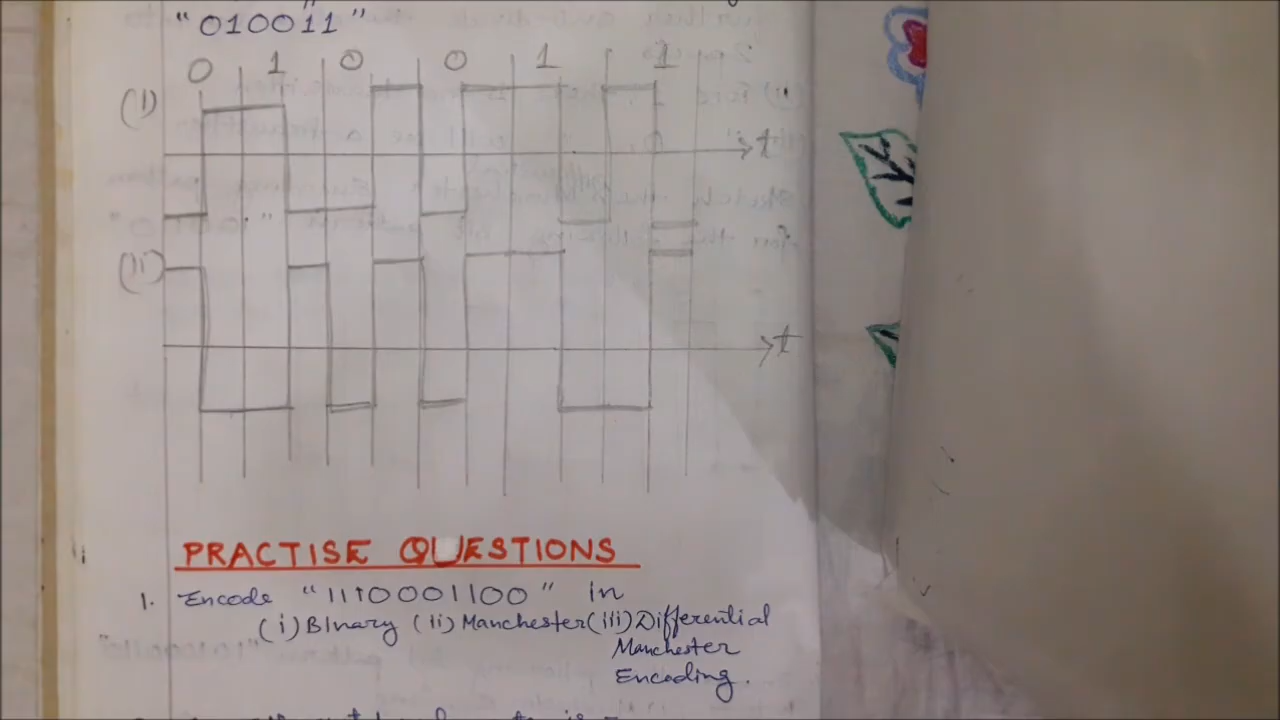 "010011"
0 1 0 0 1 1
(i)
t
(ii)
t
PRACTISE QUESTIONS
1. Encode "1110001100" in
(i) Binary (ii) Manchester (iii) Differential
Manchester
Encoding.